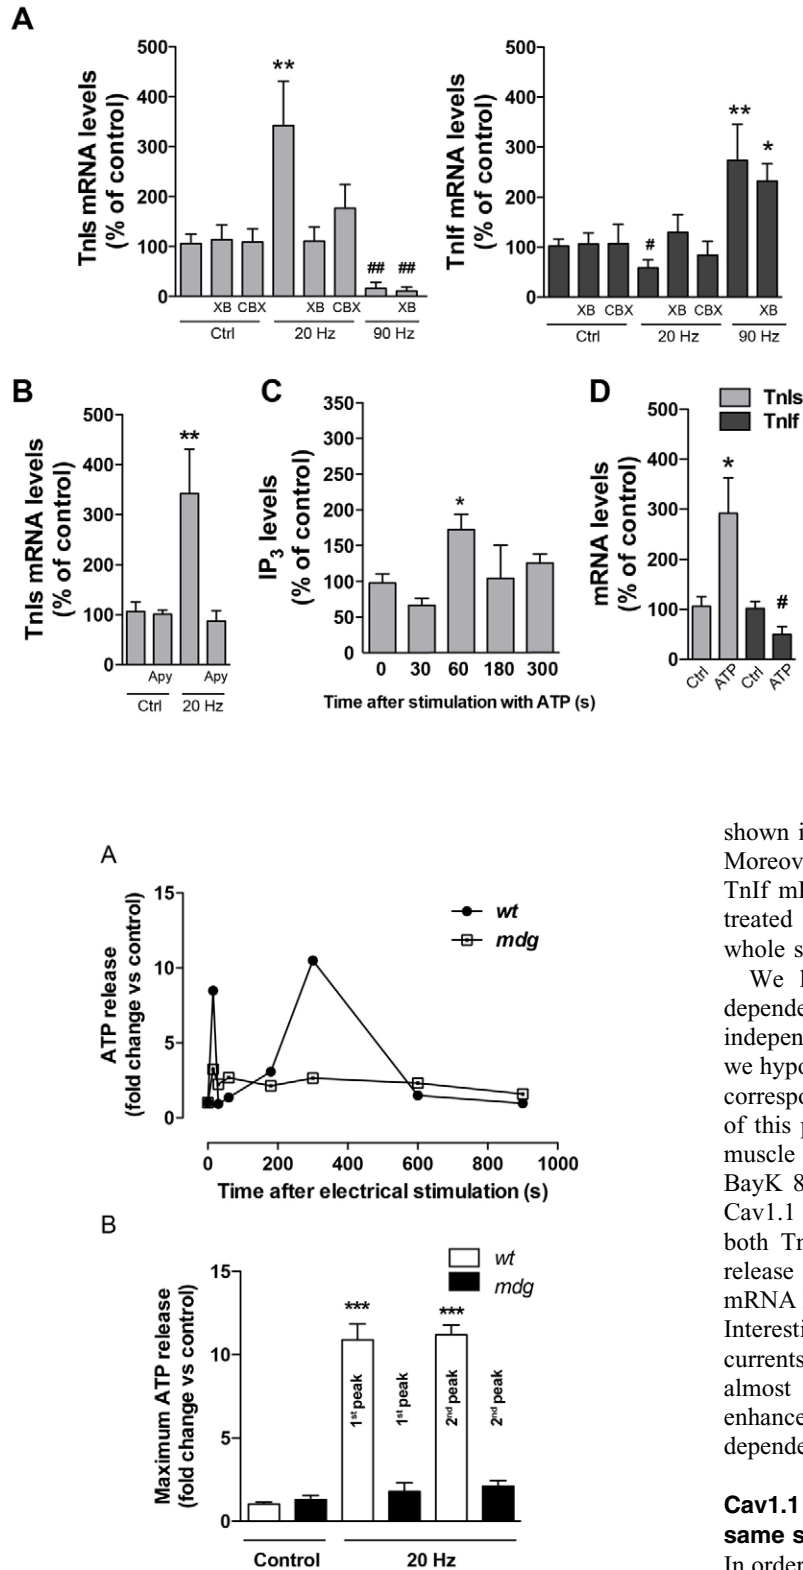 A
TnIs mRNA levels
(% of control)
500
400
300
200
100
0
**
##
##
XB CBX
XB CBX
XB
Ctrl
20 Hz
90 Hz
TnIf mRNA levels
(% of control)
500
400
300
200
100
0
#
**
*
XB CBX
XB CBX
XB
Ctrl
20 Hz
90 Hz
B
TnIs mRNA levels
(% of control)
500
400
300
200
100
0
**
Apy
Apy
Ctrl
20 Hz
C
IP3 levels
(% of control)
350
300
250
200
150
100
50
0
*
0 30 60 180 300
Time after stimulation with ATP (s)
D
TnIs
TnIf
mRNA levels
(% of control)
500
400
300
200
100
0
*
#
Ctrl
ATP
Ctrl
ATP
A
ATP release
(fold change vs control)
15
10
5
0
wt
mdg
0 200 400 600 800 1000
Time after electrical stimulation (s)
B
Maximum ATP release
(fold change vs control)
15
10
5
0
wt
mdg
***
***
1st peak
1st peak
2nd peak
2nd peak
Control
20 Hz
shown i
Moreov
TnIf ml
treated
whole s
We
depende
indepen
we hypo
correspo
of this p
muscle
BayK 8
Cav1.1
both Tn
release
mRNA
Interesti
currents
almost
enhance
depende
Cav1.1
same s
In order